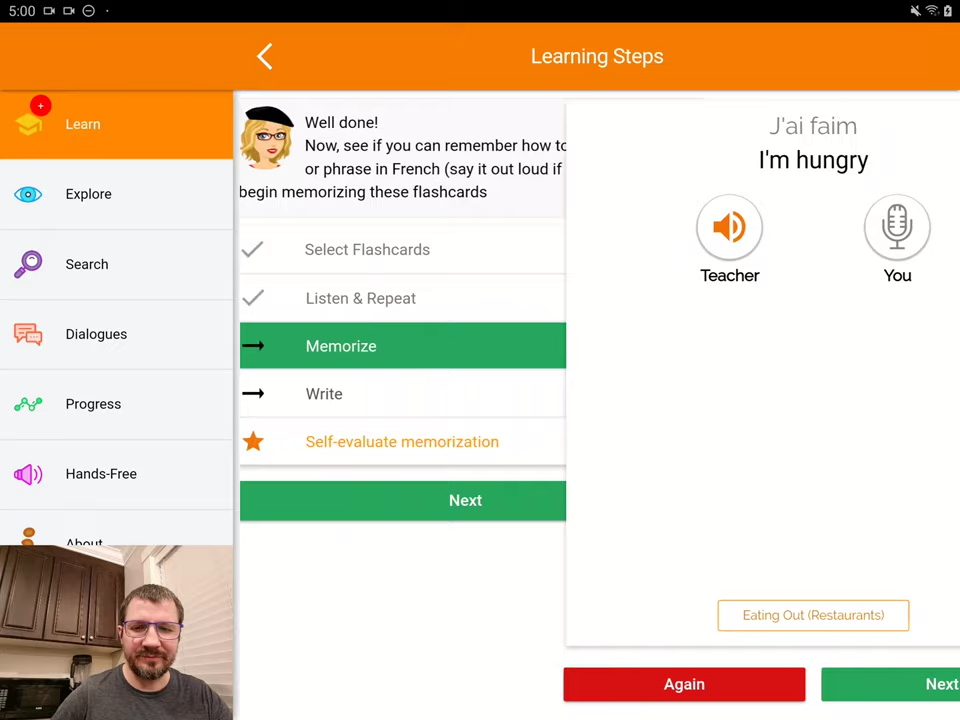 5:00
Learning Steps
+
Learn
Explore
Search
Dialogues
Progress
Hands-Free
About
Well done!
Now, see if you can remember how to
or phrase in French (say it out loud if
begin memorizing these flashcards
Select Flashcards
Listen & Repeat
Memorize
Write
Self-evaluate memorization
Next
J'ai faim
I'm hungry
Teacher
You
Eating Out (Restaurants)
Again
Next